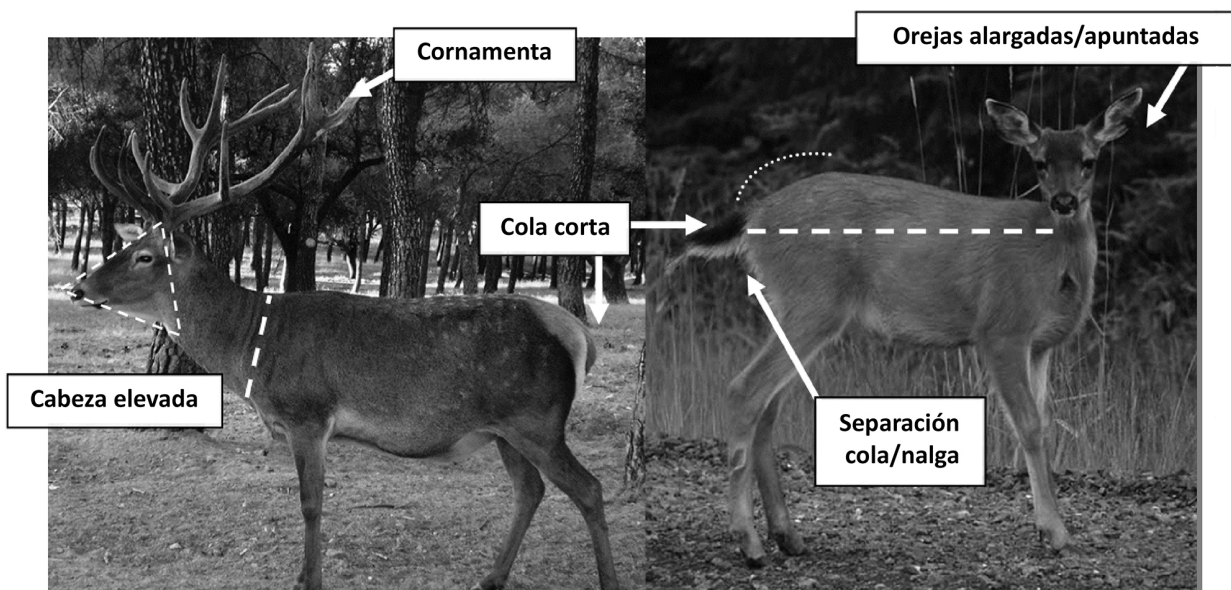 Cornamenta
Orejas alargadas/apuntadas
Cola corta
Cabeza elevada
Separación
cola/nalga